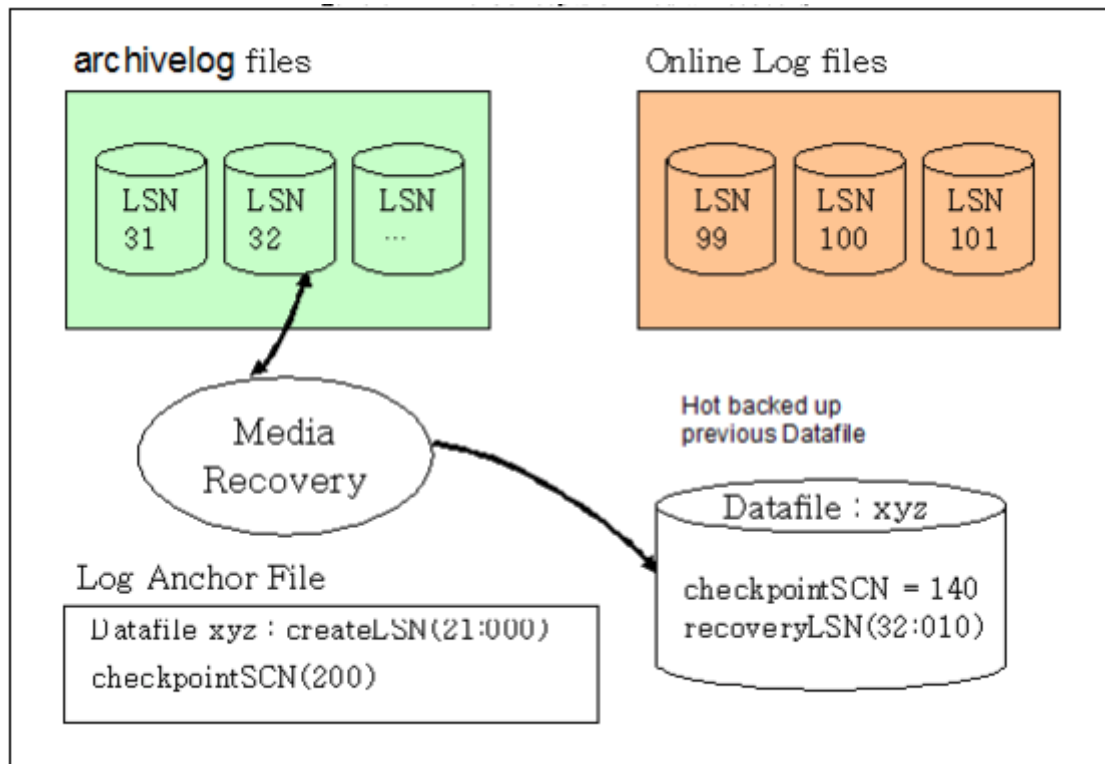 archivelog files
Online Log files
LSN
31
LSN
32
LSN
...
LSN
99
LSN
100
LSN
101
Media
Recovery
Hot backed up
previous Datafile
Datafile : xyz
checkpointSCN = 140
recoveryLSN(32:010)
Log Anchor File
Datafile xyz : createLSN(21:000)
checkpointSCN(200)